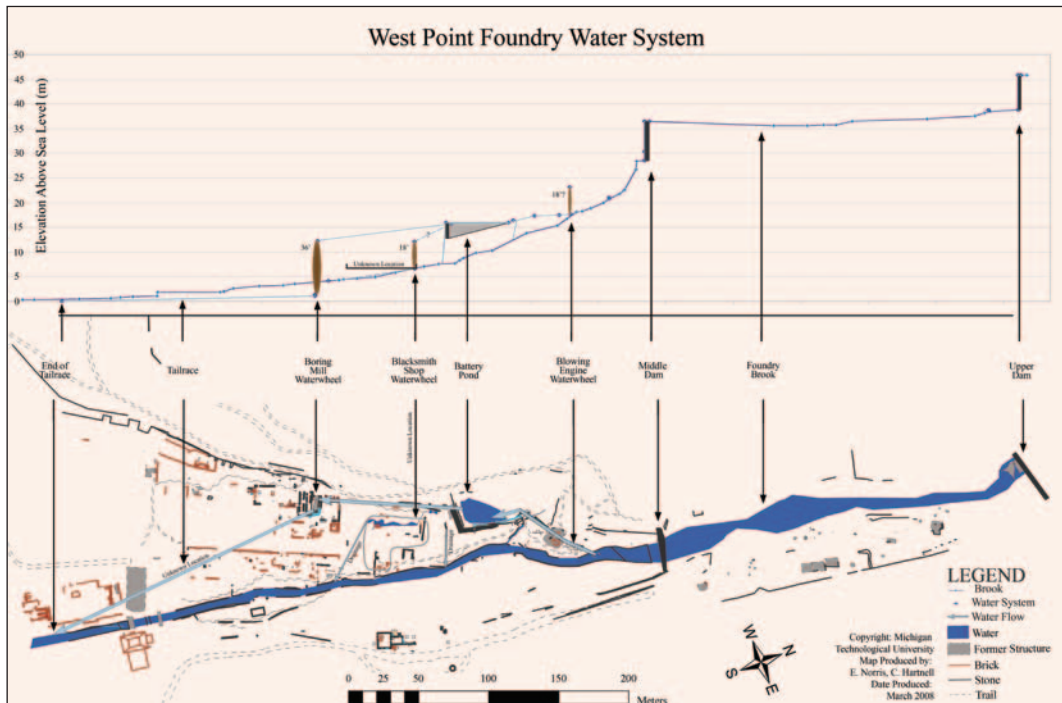 West Point Foundry Water System
Elevation Above Sea Level (m)
50
45
40
35
30
25
20
15
10
5
0
36'
Unknown Location
18'
?
End of
Tailrace
Tailrace
Boring
Mill
Waterwheel
Blacksmith
Shop
Waterwheel
Battery
Pond
Blowing
Engine
Waterwheel
Middle
Dam
Foundry
Brook
Upper
Dam
Unknown Location
Unknown Location
LEGEND
Brook
Water System
Water Flow
Water
Former Structure
Brick
Stone
Trail
Copyright: Michigan
Technological University
Map Produced by:
E. Norris, C. Hartnell
Date Produced:
March 2008
W
N
S
E
0 25 50 100 150 200
Meters